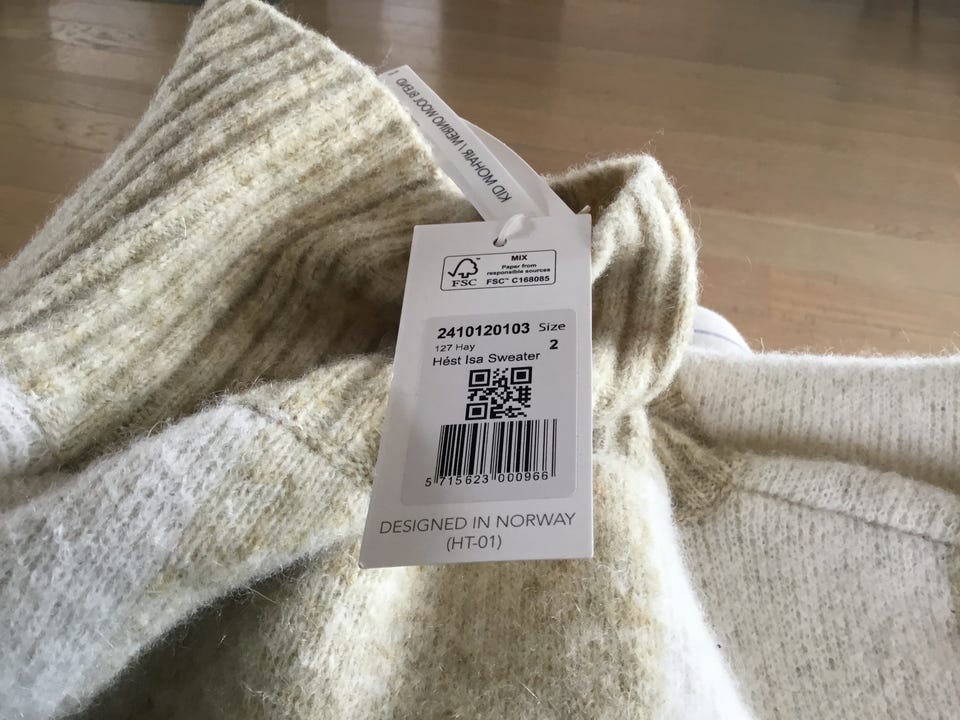 KID MOHAIR \ MERINO WOOL BLEND
FSC™
MIX
Paper from
responsible sources
FSC™ C168085
2410120103 Size
127 Hay 2
Hést Isa Sweater
5 715623 000966
DESIGNED IN NORWAY
(HT-01)